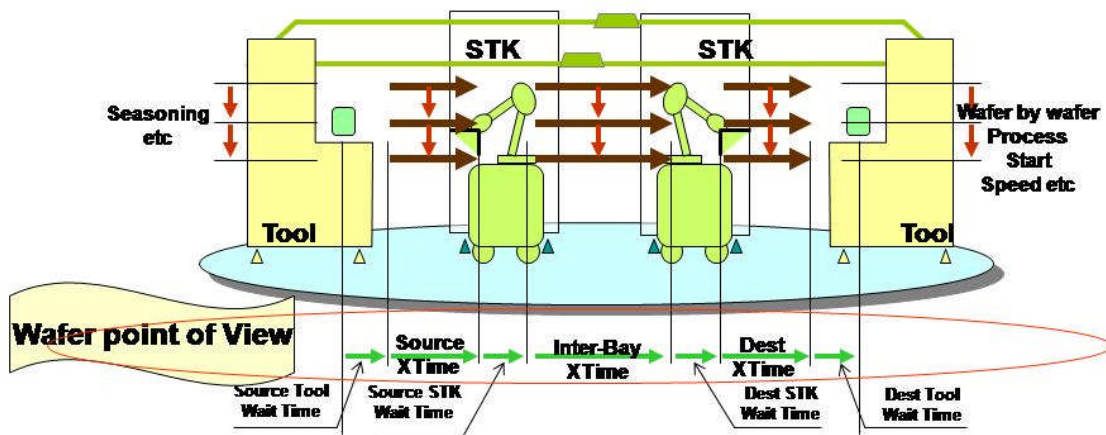 STK
STK
Seasoning
etc
Wafer by wafer
Process
Start
Speed etc
Tool
Tool
Wafer point of View
Source
XTime
Inter-Bay
XTime
Dest
XTime
Source Tool
Wait Time
Source STK
Wait Time
Dest STK
Wait Time
Dest Tool
Wait Time